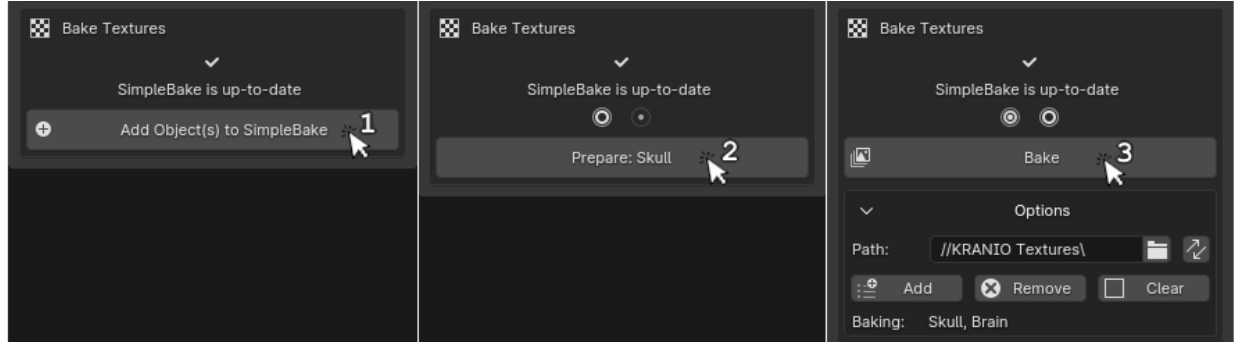 Bake Textures
SimpleBake is up-to-date
Add Object(s) to SimpleBake
1
Bake Textures
SimpleBake is up-to-date
Prepare: Skull
2
Bake Textures
SimpleBake is up-to-date
Bake
3
Options
Path: //KRANIO Textures\
Add Remove Clear
Baking: Skull, Brain